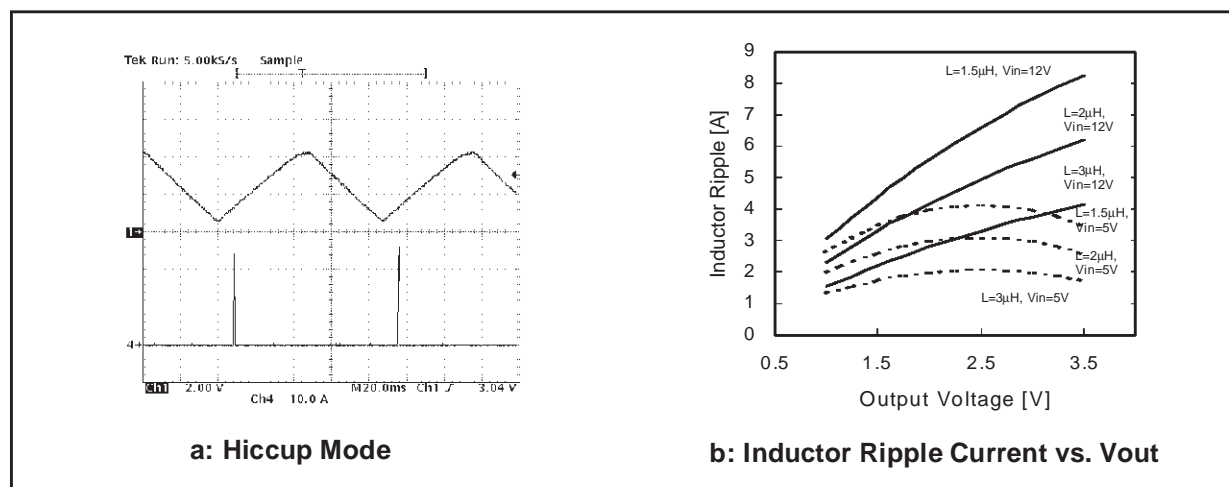 Tek Run: 5.00kS/s Sample
T
1→
4→
Ch1 2.00 V M20.0ms Ch1 ∫ 3.04 V
Ch4 10.0 A
a: Hiccup Mode
9
8
7
6
5
4
3
2
1
0
Inductor Ripple [A]
L=1.5μH, Vin=12V
L=2μH,
Vin=12V
L=3μH,
Vin=12V
L=1.5μH,
Vin=5V
L=2μH,
Vin=5V
L=3μH, Vin=5V
0.5 1.5 2.5 3.5
Output Voltage [V]
b: Inductor Ripple Current vs. Vout